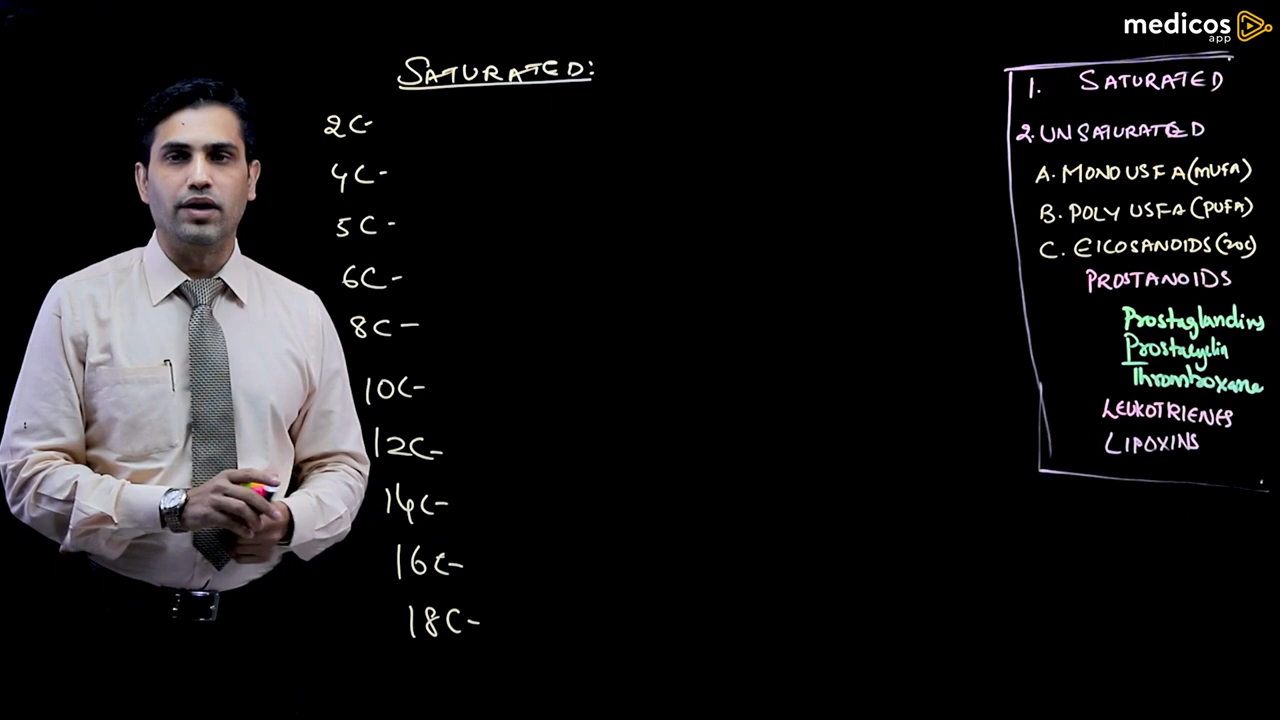 medicos
app
SATURATED:
2C-
4C-
5C-
6C-
8C-
10C-
12C-
14C-
16C-
18C-
1. SATURATED
2. UNSATURATED
A. MONO USFA (MUFA)
B. POLY USFA (PUFA)
C. EICOSANOIDS (20C)
PROSTANOIDS
Prostaglandins
Prostacyclin
Thromboxane
LEUKOTRIENES
LIPOXINS